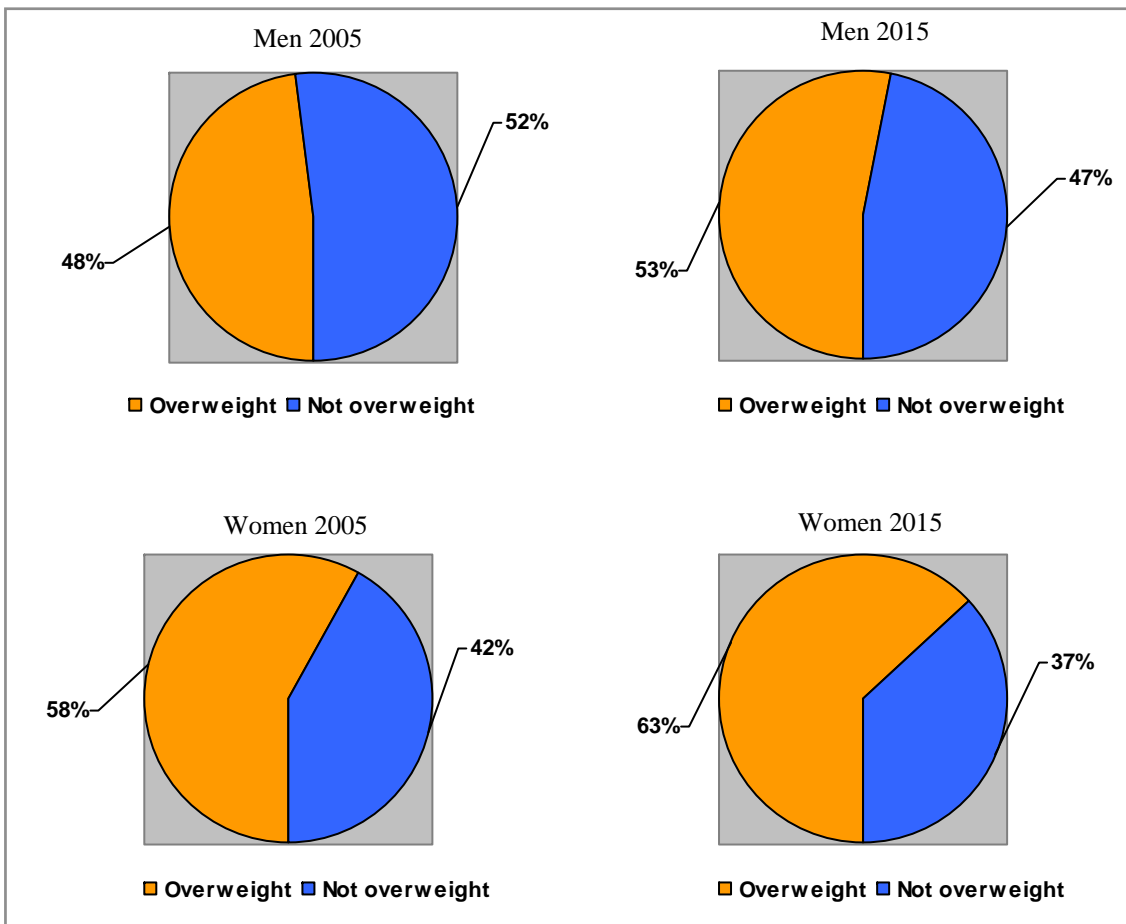 Men 2005
52%
48%
Overweight Not overweight
Men 2015
47%
53%
Overweight Not overweight
Women 2005
42%
58%
Overweight Not overweight
Women 2015
37%
63%
Overweight Not overweight